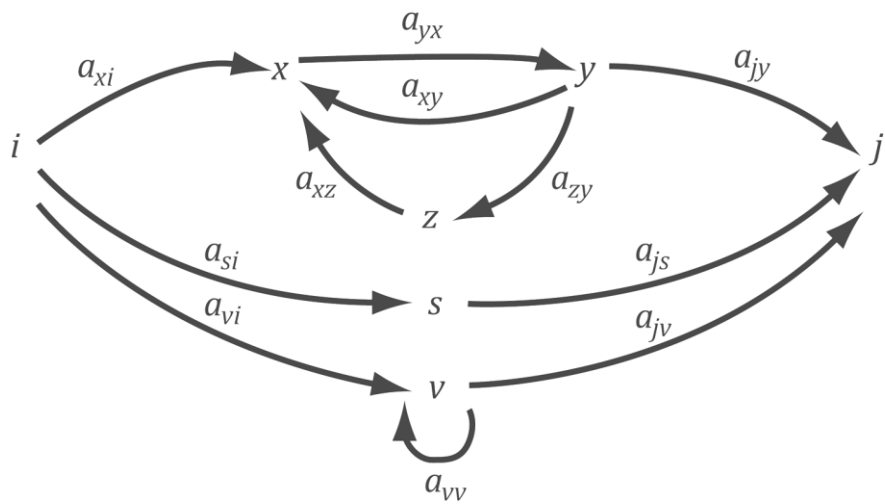 a_yx
a_xi x a_xy y a_jy
i a_xz a_zy j
z
a_si s a_js
a_vi v a_jv
a_vv